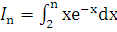 Iₙ = ∫₂ⁿ xe⁻ˣdx